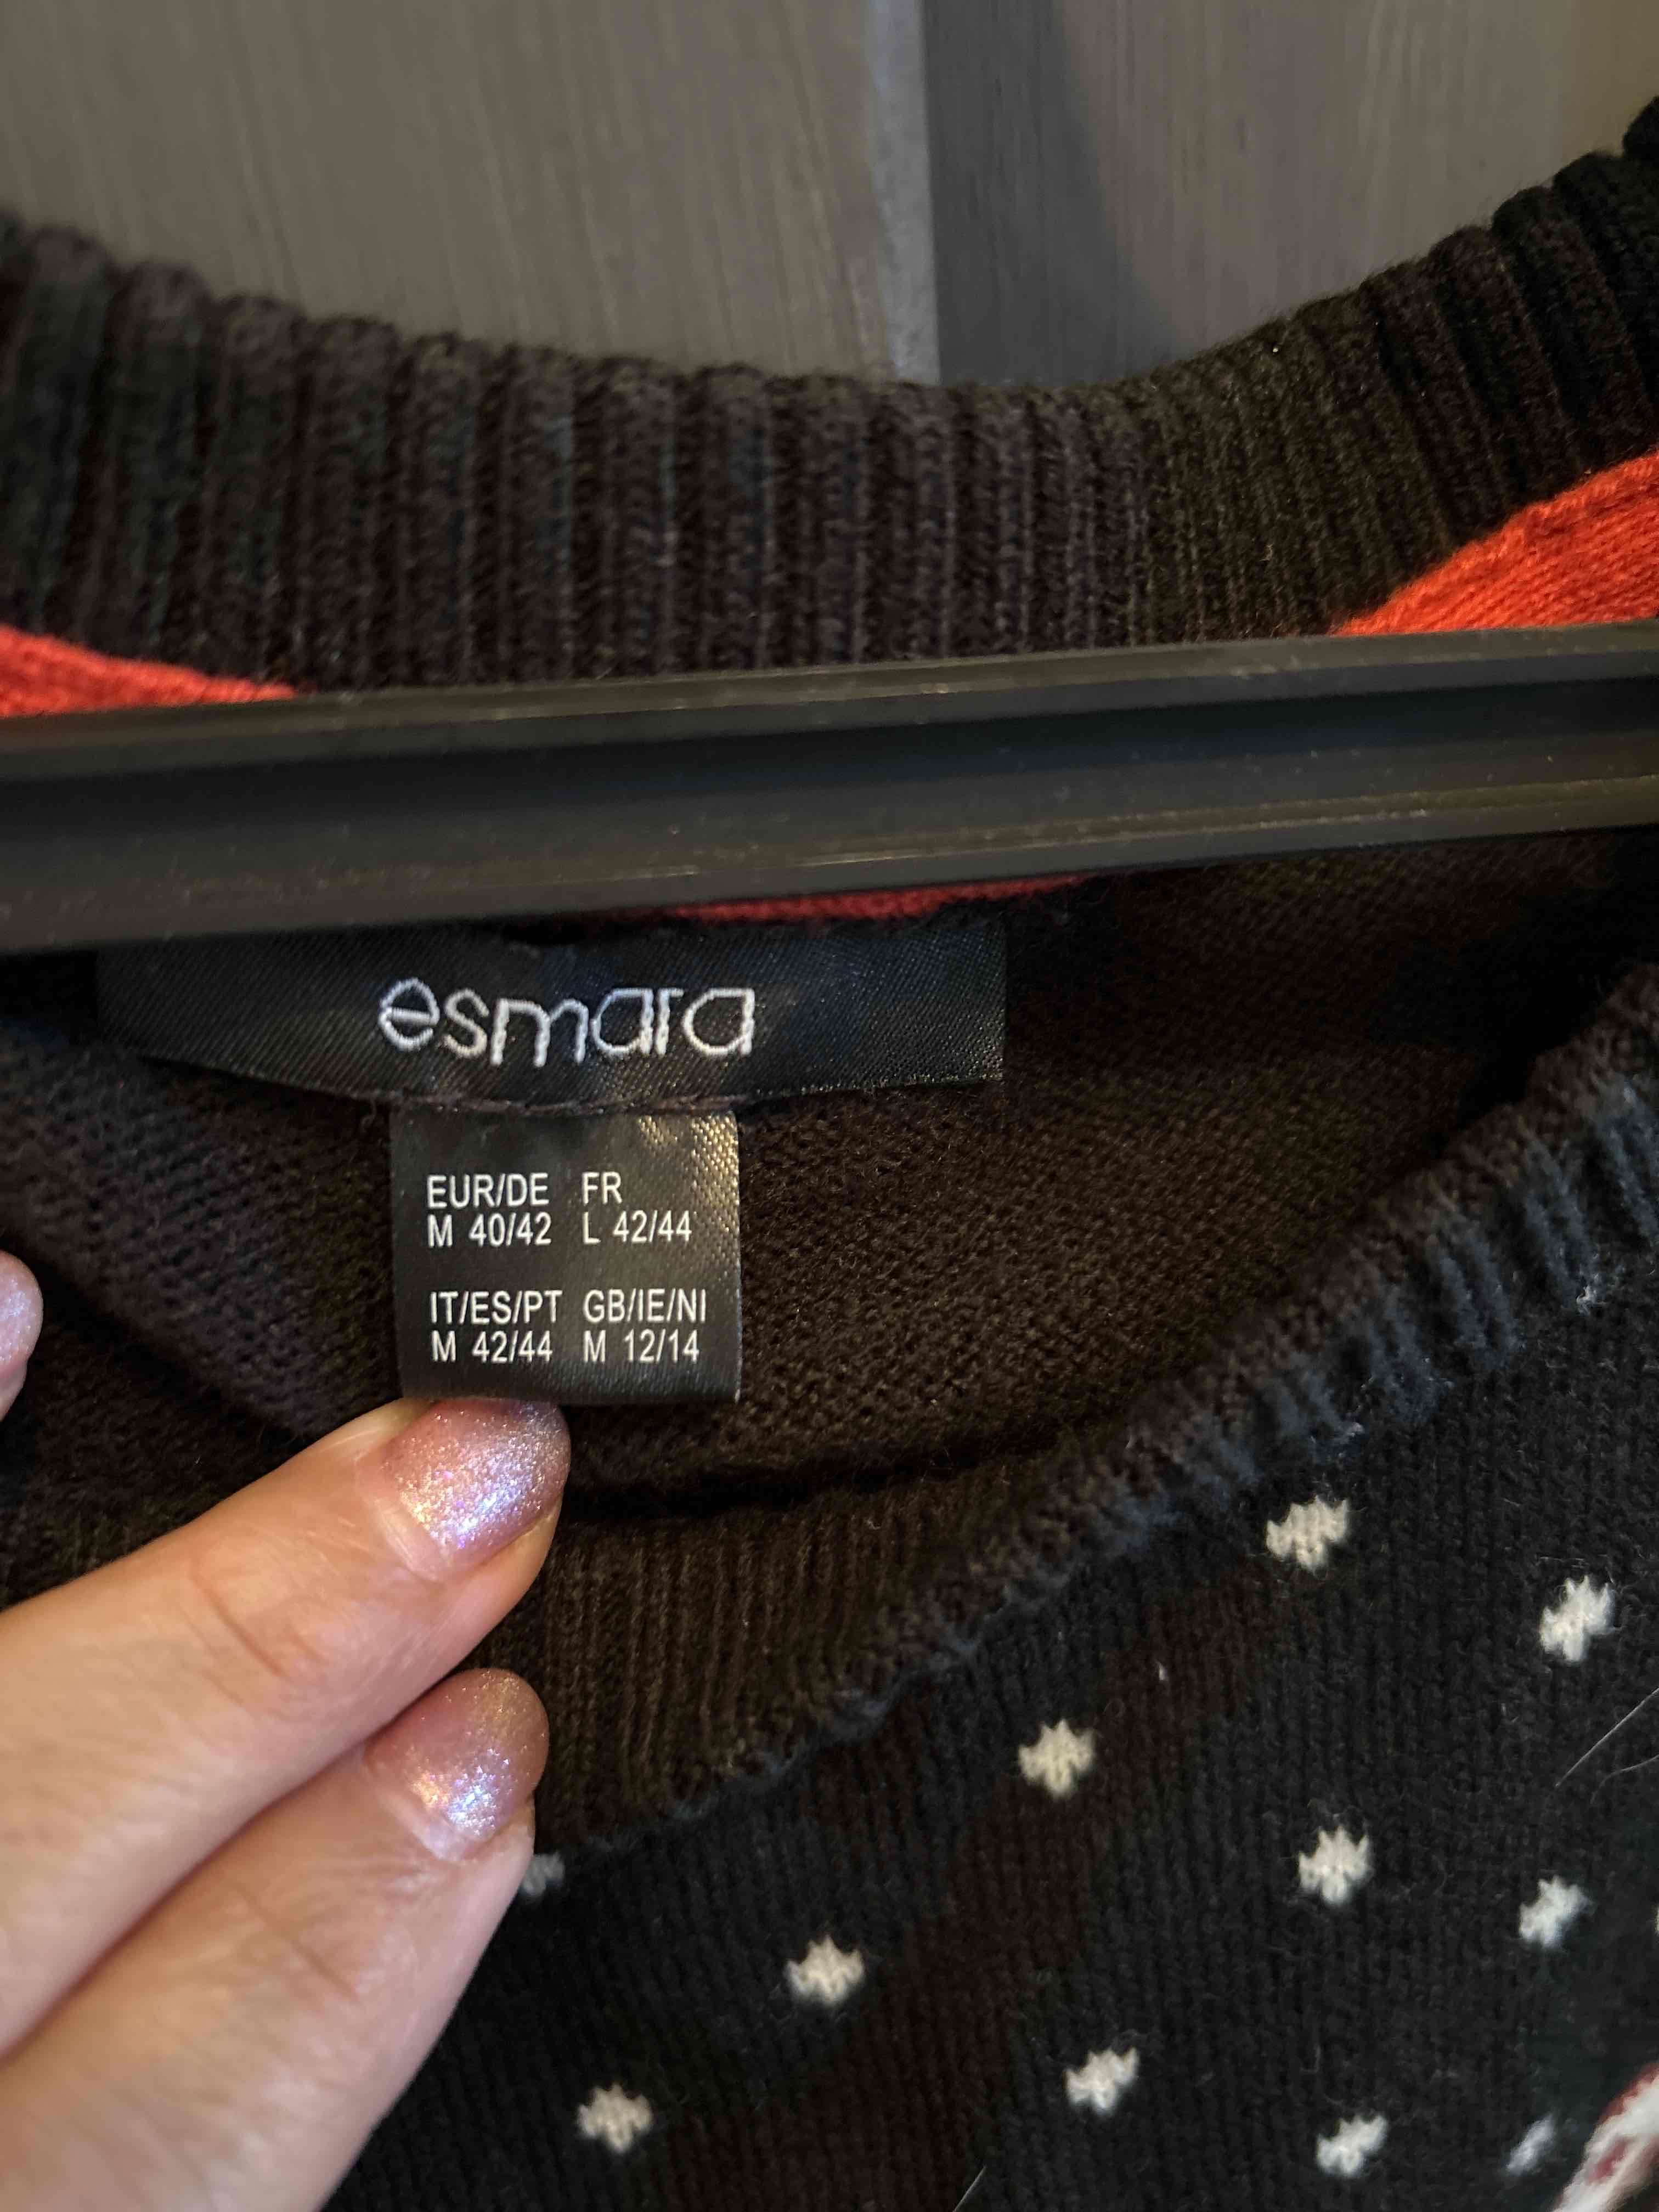 esmara
EUR/DE FR
M 40/42 L 42/44
IT/ES/PT GB/IE/NI
M 42/44 M 12/14